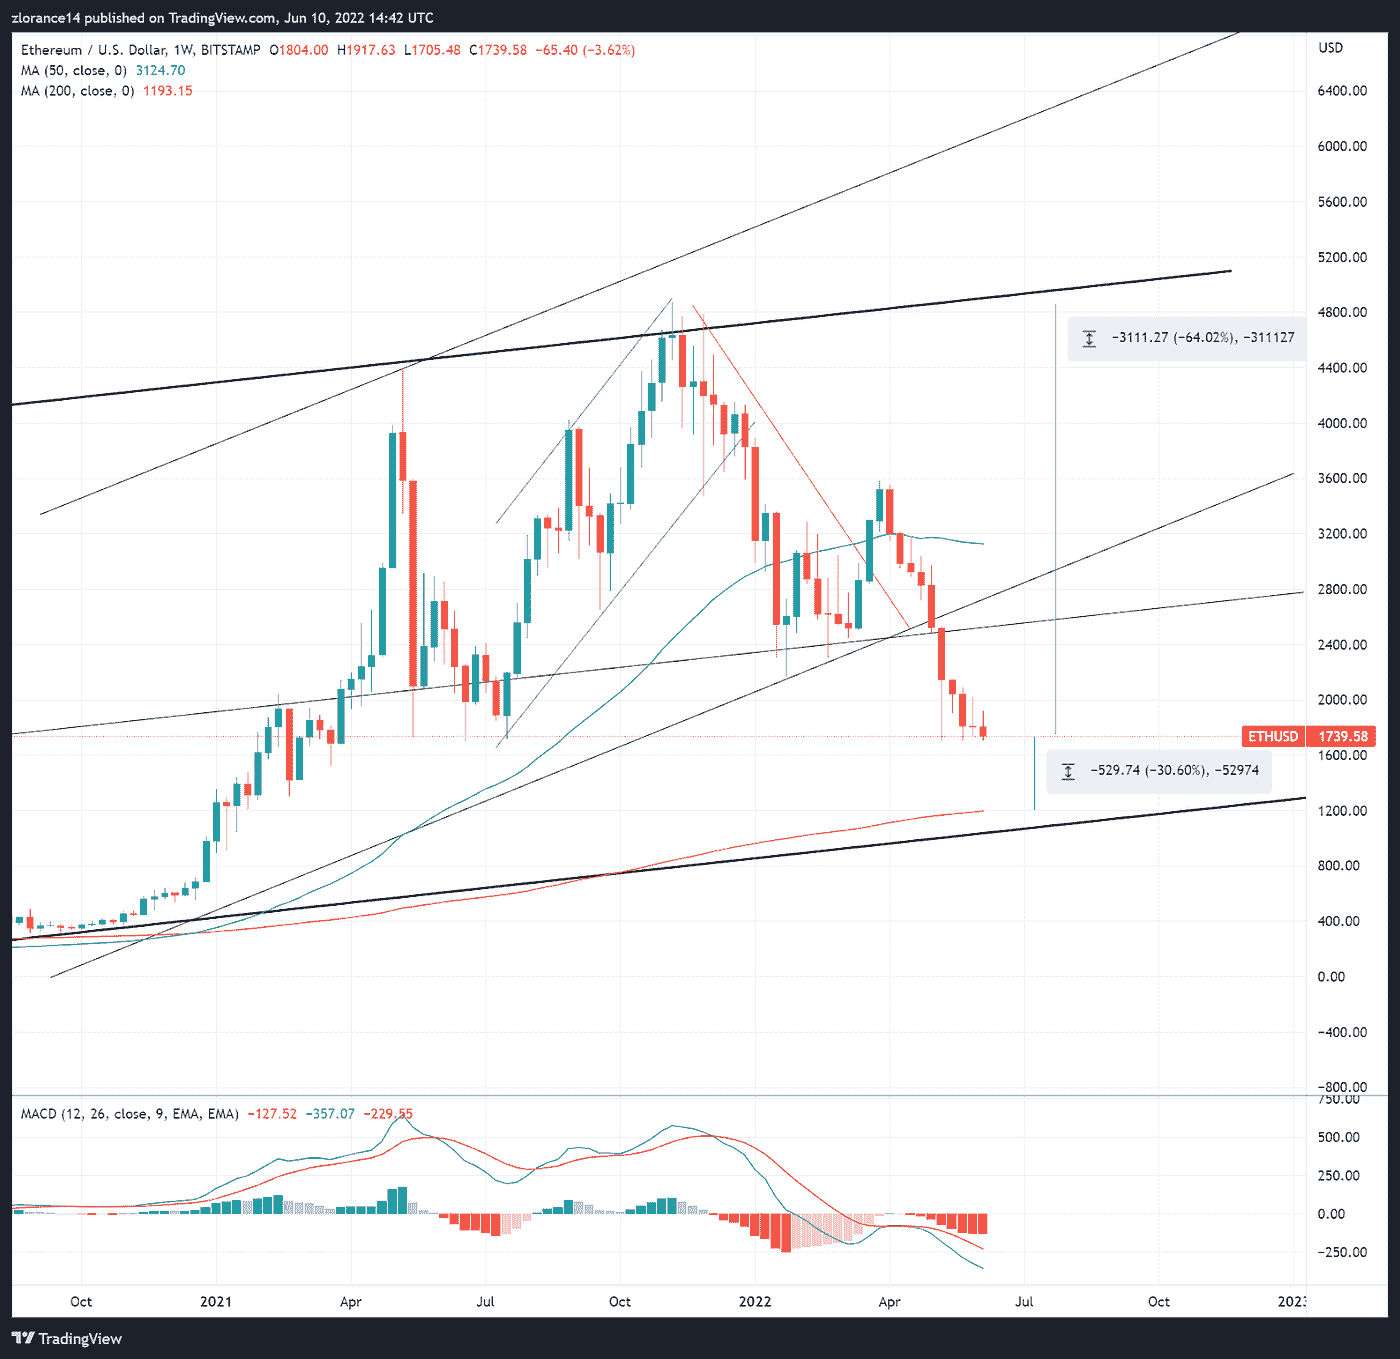 zlorance14 published on TradingView.com, Jun 10, 2022 14:42 UTC
Ethereum / U.S. Dollar, 1W, BITSTAMP O1804.00 H1917.63 L1705.48 C1739.58 −65.40 (−3.62%)
MA (50, close, 0) 3124.70
MA (200, close, 0) 1193.15
USD
6400.00
6000.00
5600.00
5200.00
4800.00
−3111.27 (−64.02%), −311127
4400.00
4000.00
3600.00
3200.00
2800.00
2400.00
2000.00
ETHUSD 1739.58
1600.00
−529.74 (−30.60%), −52974
1200.00
800.00
400.00
0.00
−400.00
−800.00
750.00
MACD (12, 26, close, 9, EMA, EMA) −127.52 −357.07 −229.55
500.00
250.00
0.00
−250.00
Oct 2021 Apr Jul Oct 2022 Apr Jul Oct 2023
TradingView